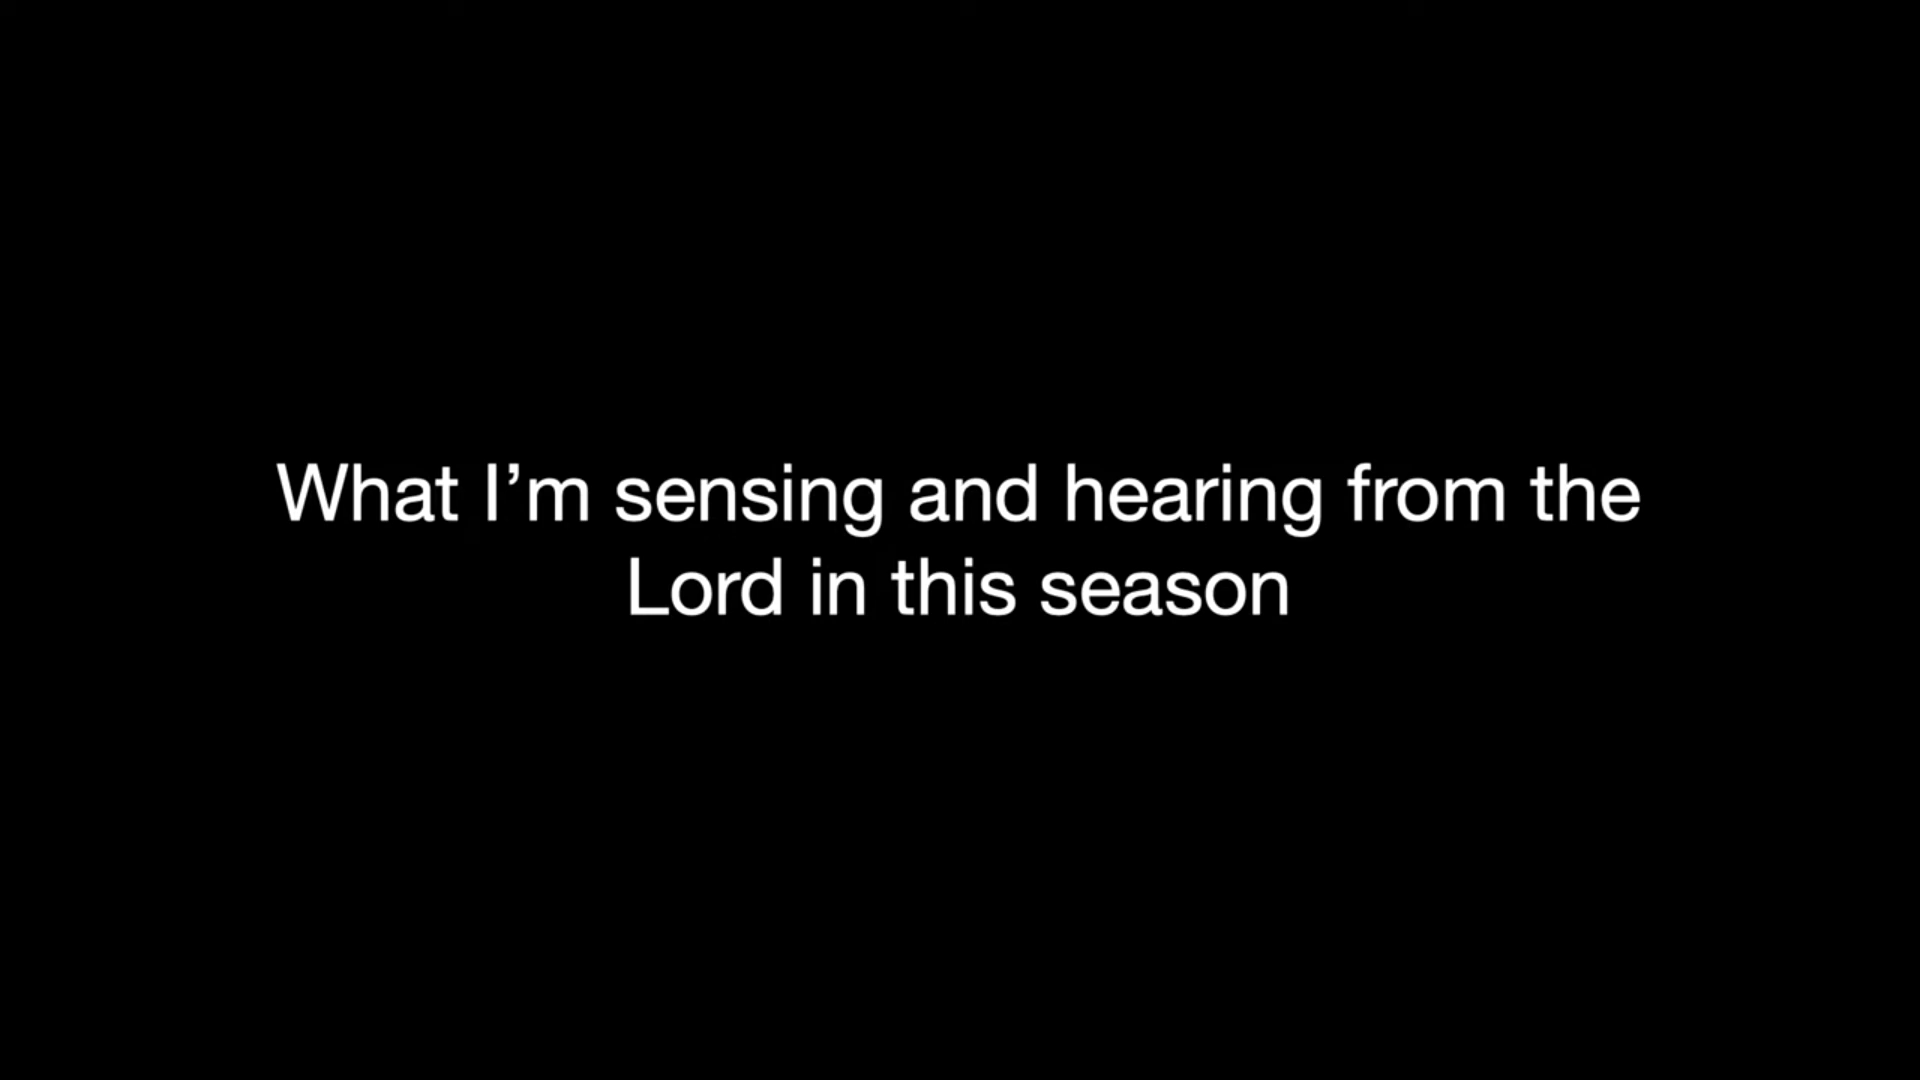 What I’m sensing and hearing from the
Lord in this season